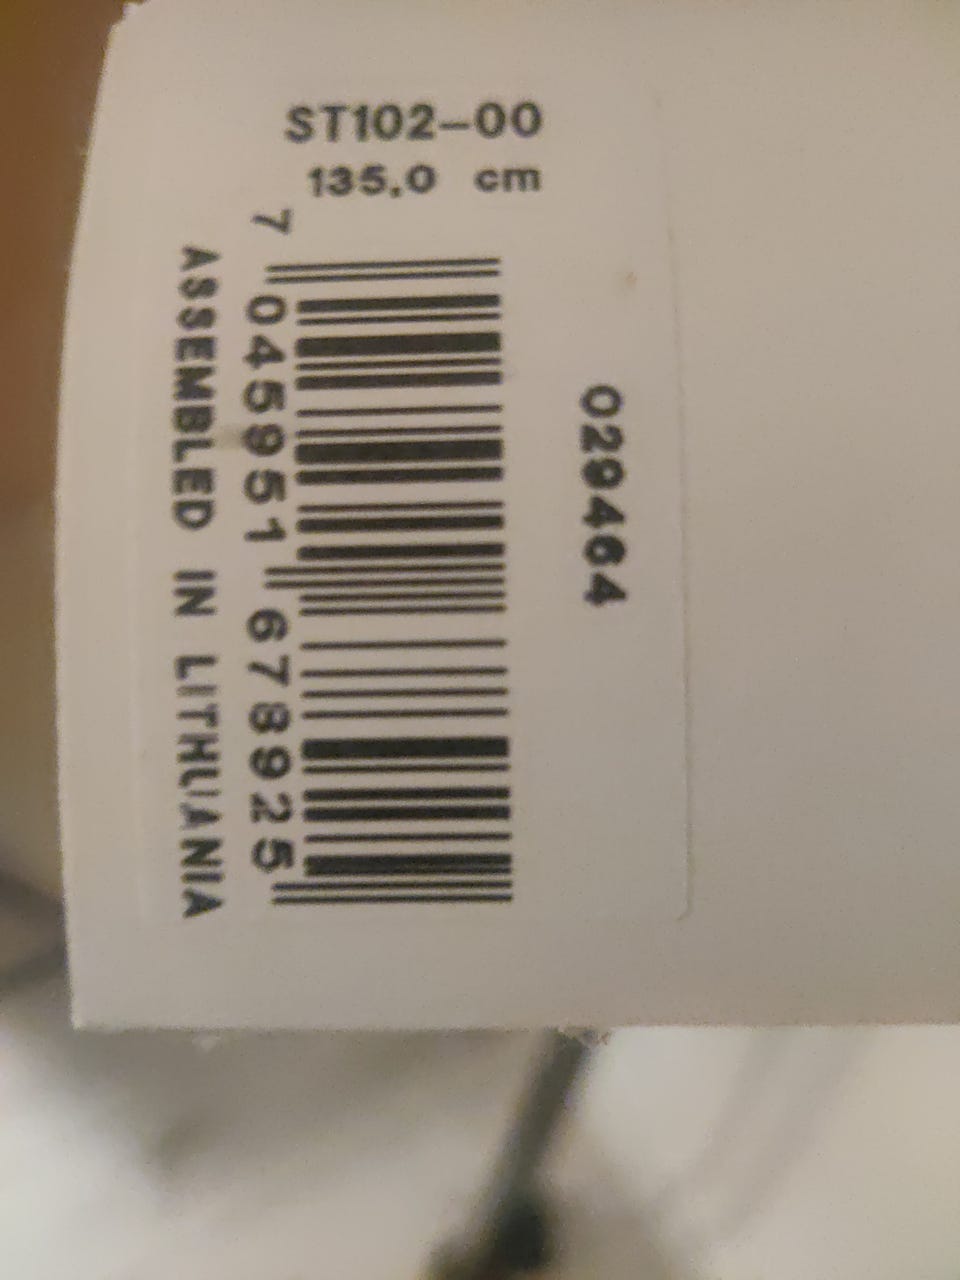 ST102-00
135.0 cm
7 045951 678925
ASSEMBLED IN LITHUANIA
029464